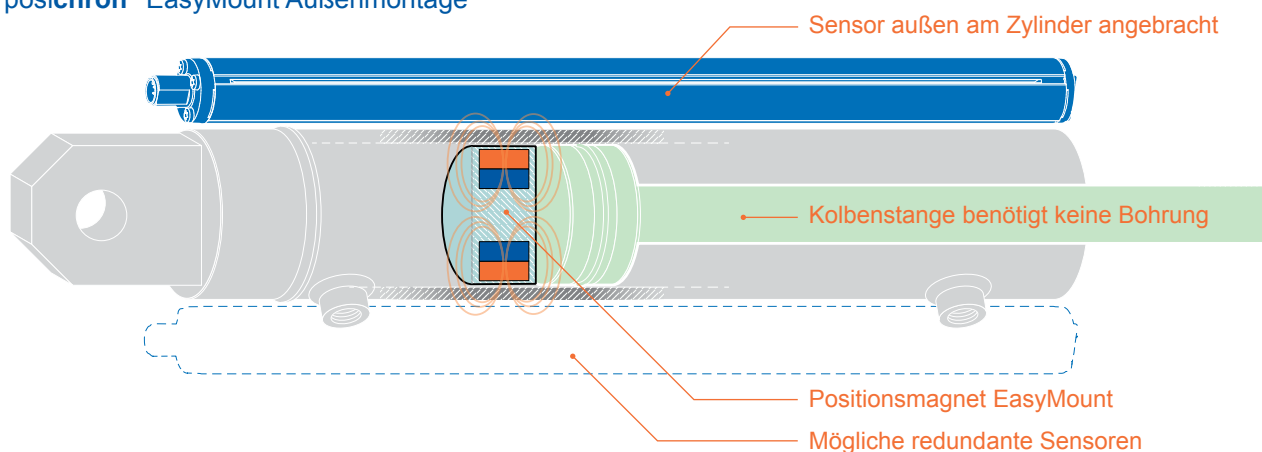 posichron® EasyMount Außenmontage
Sensor außen am Zylinder angebracht
Kolbenstange benötigt keine Bohrung
Positionsmagnet EasyMount
Mögliche redundante Sensoren